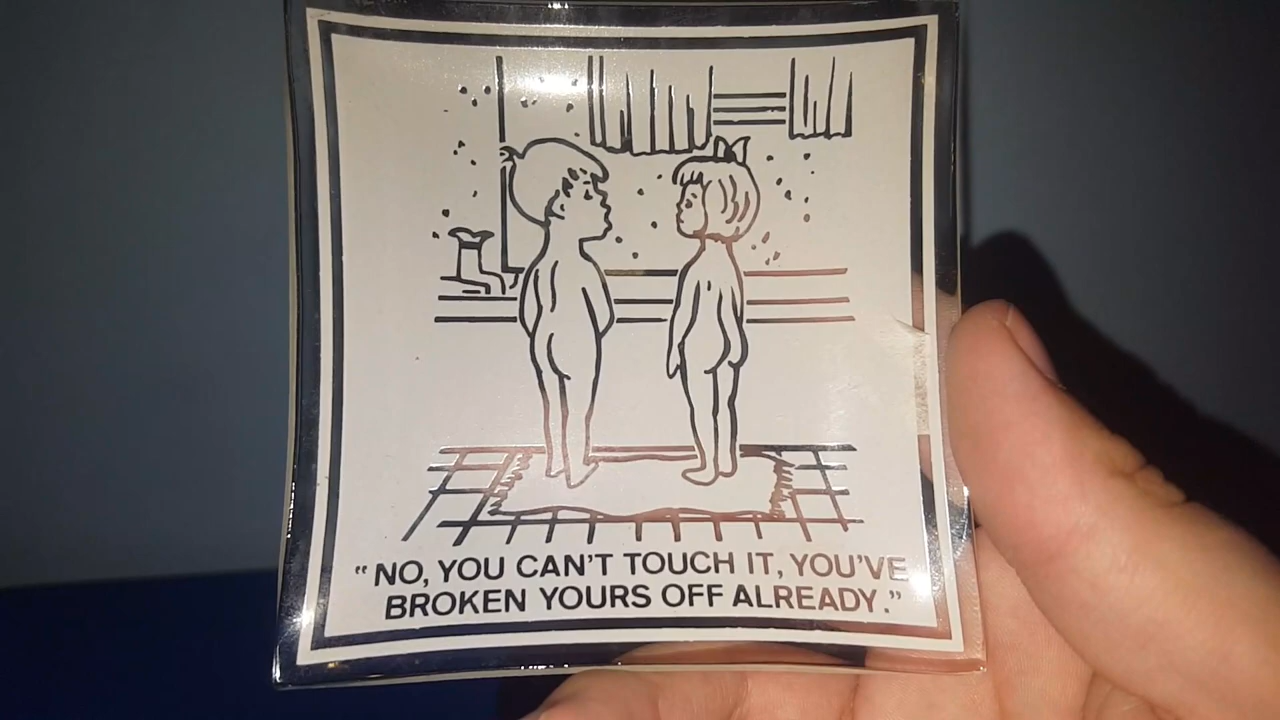 “NO, YOU CAN’T TOUCH IT, YOU’VE
BROKEN YOURS OFF ALREADY.”